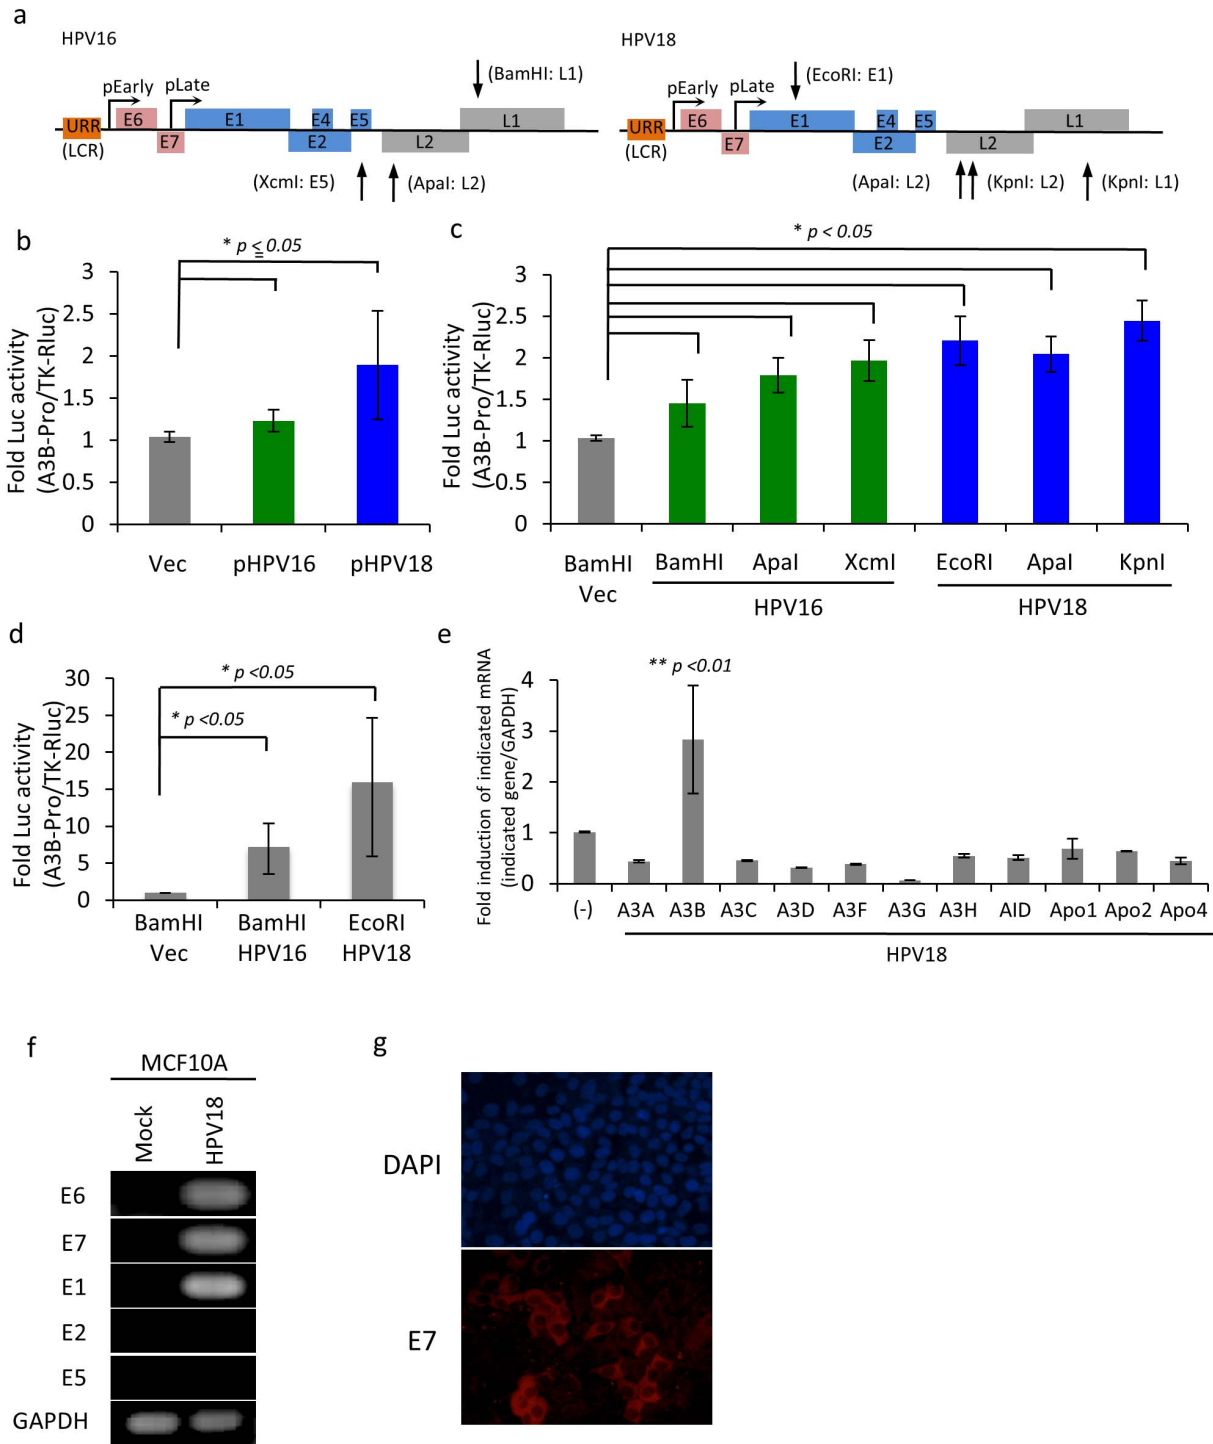 a
HPV16
HPV18
pEarly
pLate
(BamHI: L1)
E6
E1
E4
E5
L1
URR
(LCR)
E7
E2
L2
(XcmI: E5)
(ApaI: L2)
pEarly
pLate
(EcoRI: E1)
E6
E1
E4
E5
L1
URR
(LCR)
E7
E2
L2
(ApaI: L2)
(KpnI: L2)
(KpnI: L1)
b
* p ≦ 0.05
Fold Luc activity
(A3B-Pro/TK-Rluc)
3
2.5
2
1.5
1
0.5
0
Vec
pHPV16
pHPV18
c
* p < 0.05
Fold Luc activity
(A3B-Pro/TK-Rluc)
3
2.5
2
1.5
1
0.5
0
BamHI
Vec
BamHI
ApaI
XcmI
EcoRI
ApaI
KpnI
HPV16
HPV18
d
* p <0.05
* p <0.05
Fold Luc activity
(A3B-Pro/TK-Rluc)
30
25
20
15
10
5
0
BamHI
Vec
BamHI
HPV16
EcoRI
HPV18
e
** p <0.01
Fold induction of indicated mRNA
(indicated gene/GAPDH)
4
3
2
1
0
(-)
A3A
A3B
A3C
A3D
A3F
A3G
A3H
AID
Apo1
Apo2
Apo4
HPV18
f
MCF10A
Mock
HPV18
E6
E7
E1
E2
E5
GAPDH
g
DAPI
E7